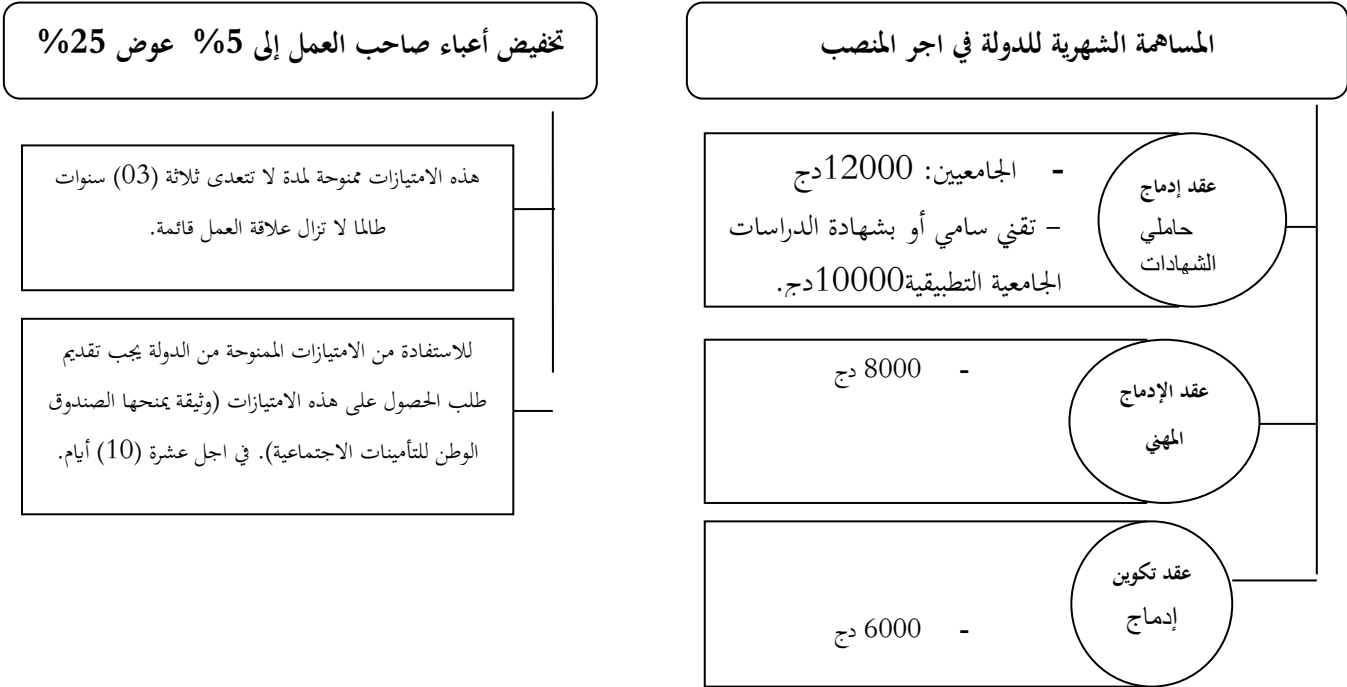 المساهمة الشهرية للدولة في اجر المنصب
عقد إدماج
حاملي
الشهادات
- الجامعيين: 12000دج
– تقني سامي أو بشهادة الدراسات
الجامعية التطبيقية10000دج.
عقد الإدماج
المهني
- 8000 دج
عقد تكوين
إدماج
- 6000 دج
تخفيض أعباء صاحب العمل إلى 5% عوض 25%
هذه الامتيازات ممنوحة لمدة لا تتعدى ثلاثة (03) سنوات
طالما لا تزال علاقة العمل قائمة.
للاستفادة من الامتيازات الممنوحة من الدولة يجب تقديم
طلب الحصول على هذه الامتيازات (وثيقة يمنحها الصندوق
الوطن للتأمينات الاجتماعية). في اجل عشرة (10) أيام.